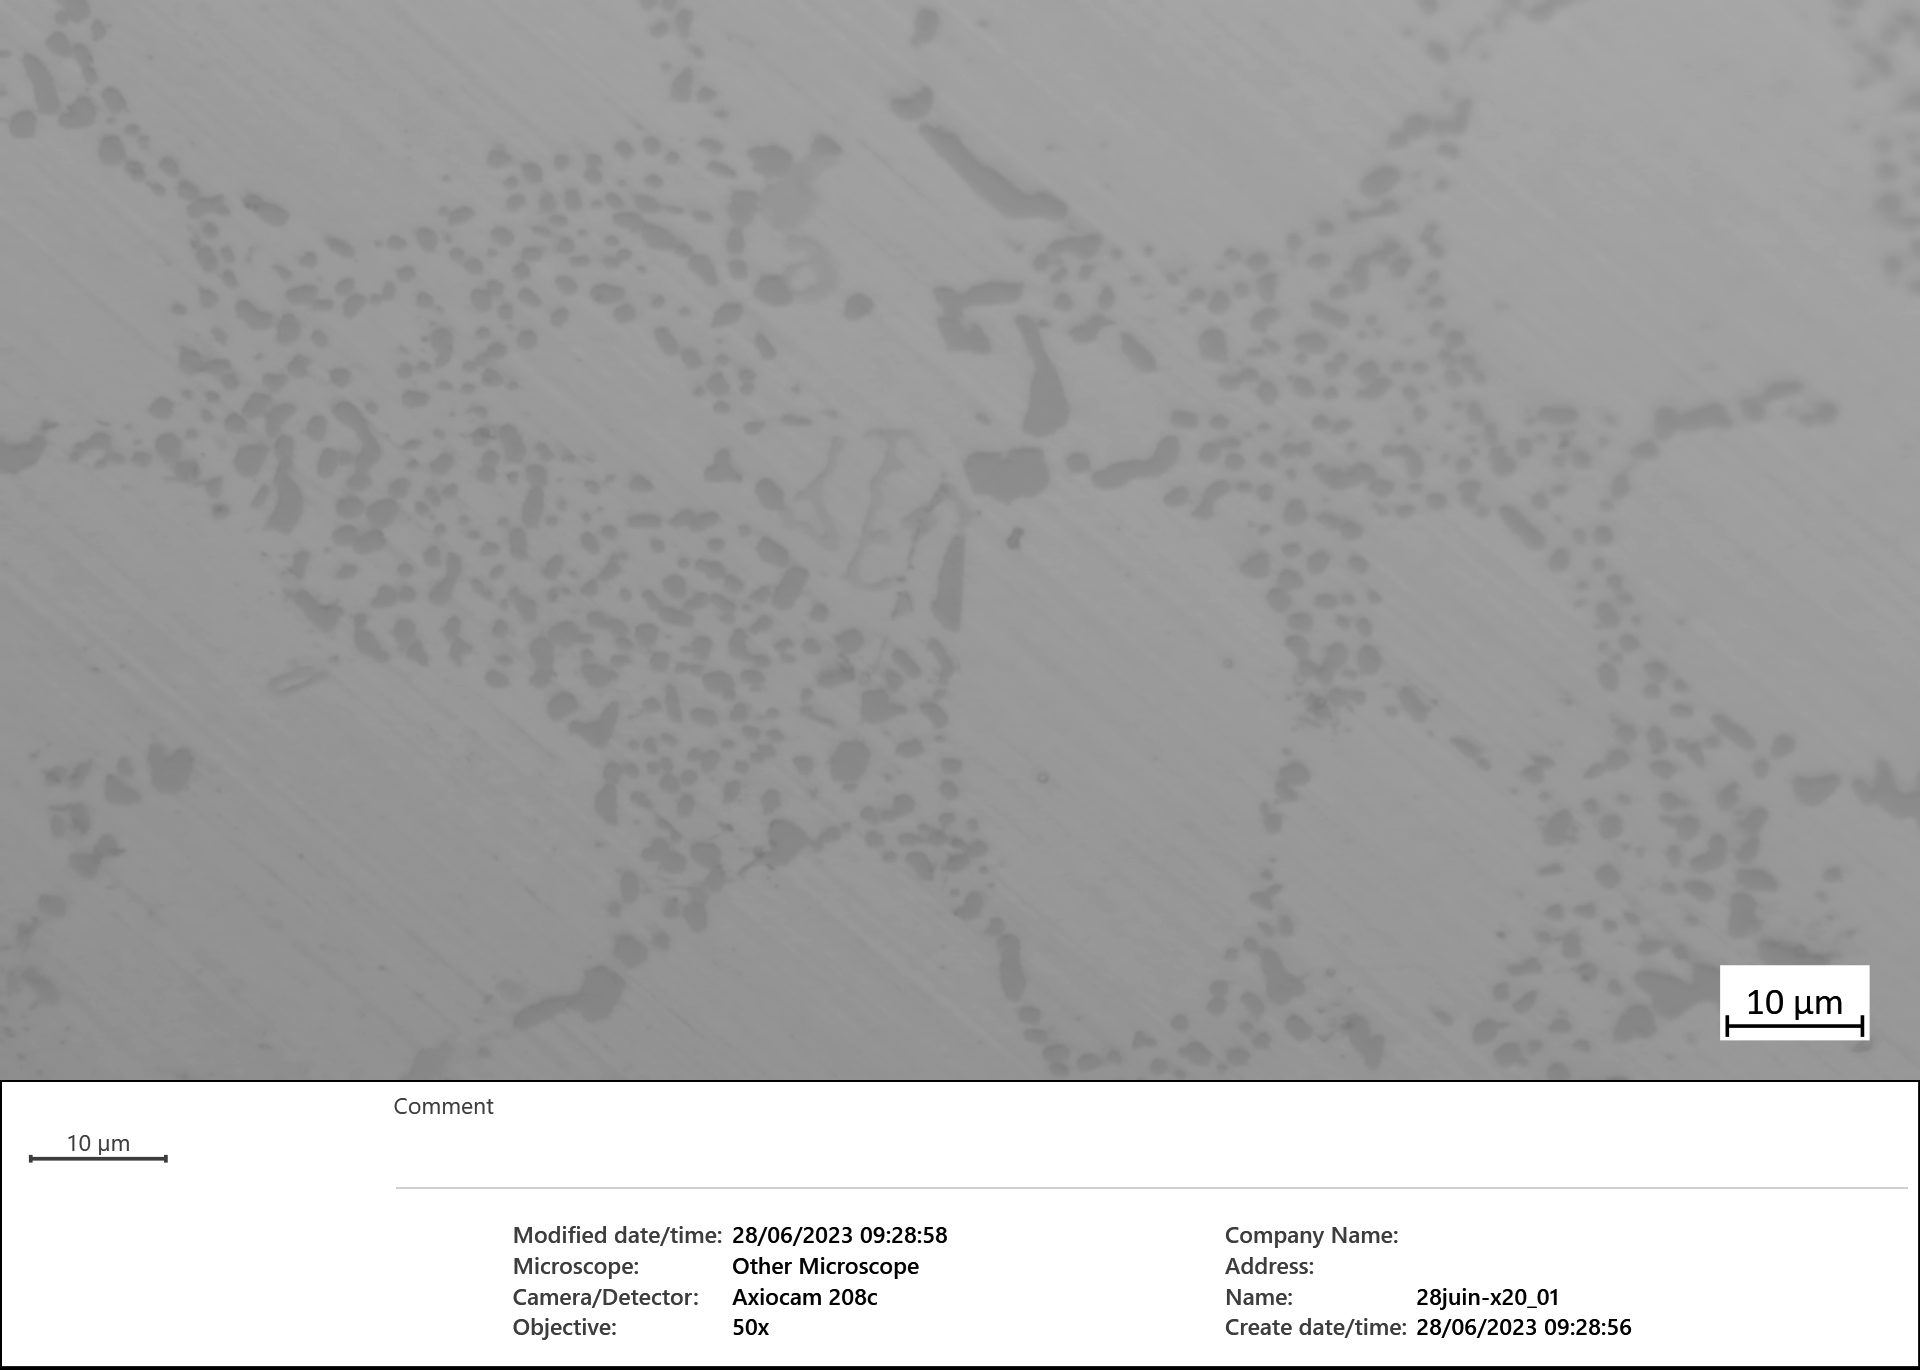 10 µm
Comment
10 µm
Modified date/time: 28/06/2023 09:28:58
Microscope: Other Microscope
Camera/Detector: Axiocam 208c
Objective: 50x
Company Name:
Address:
Name: 28juin-x20_01
Create date/time: 28/06/2023 09:28:56